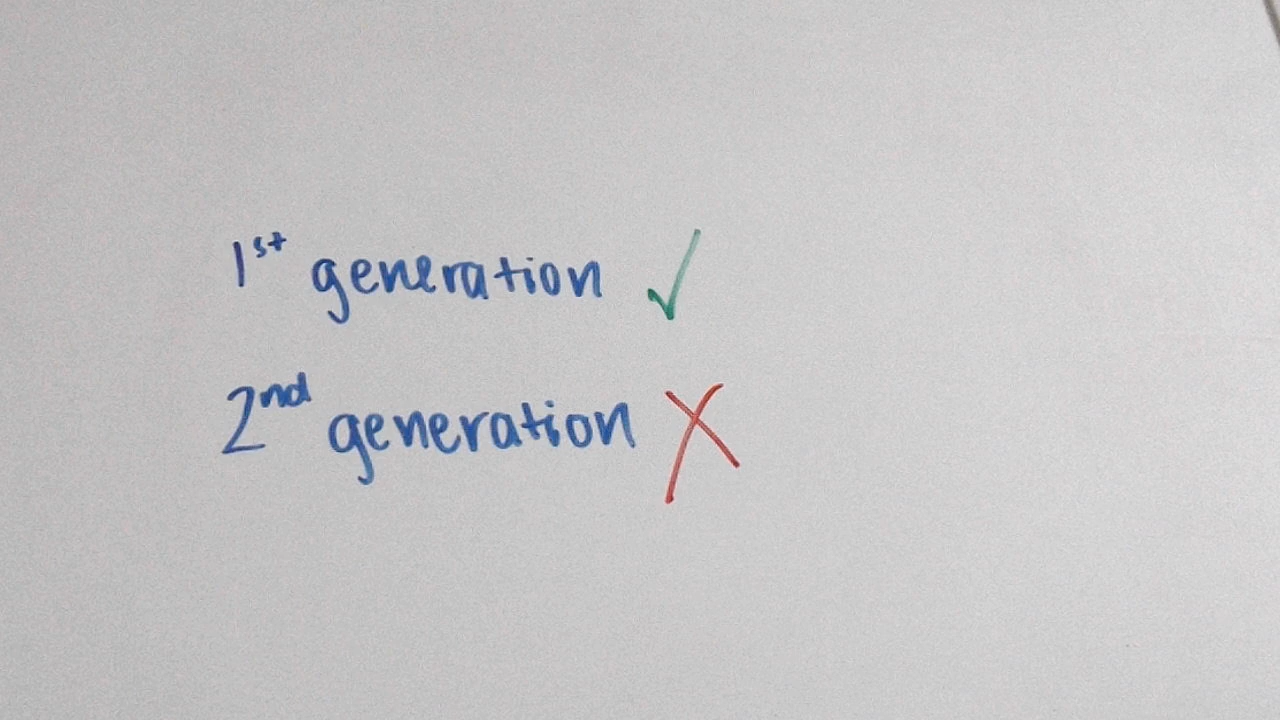 1st generation ✓
2nd generation X